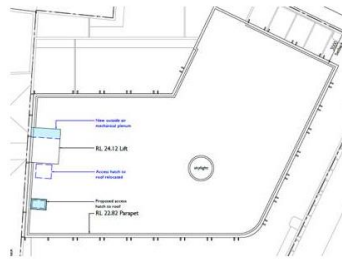 New outside air
mechanical plenum
RL 24.12 Lift
Access hatch to
roof relocated
skylight
Proposed access
hatch to roof
RL 22.82 Parapet